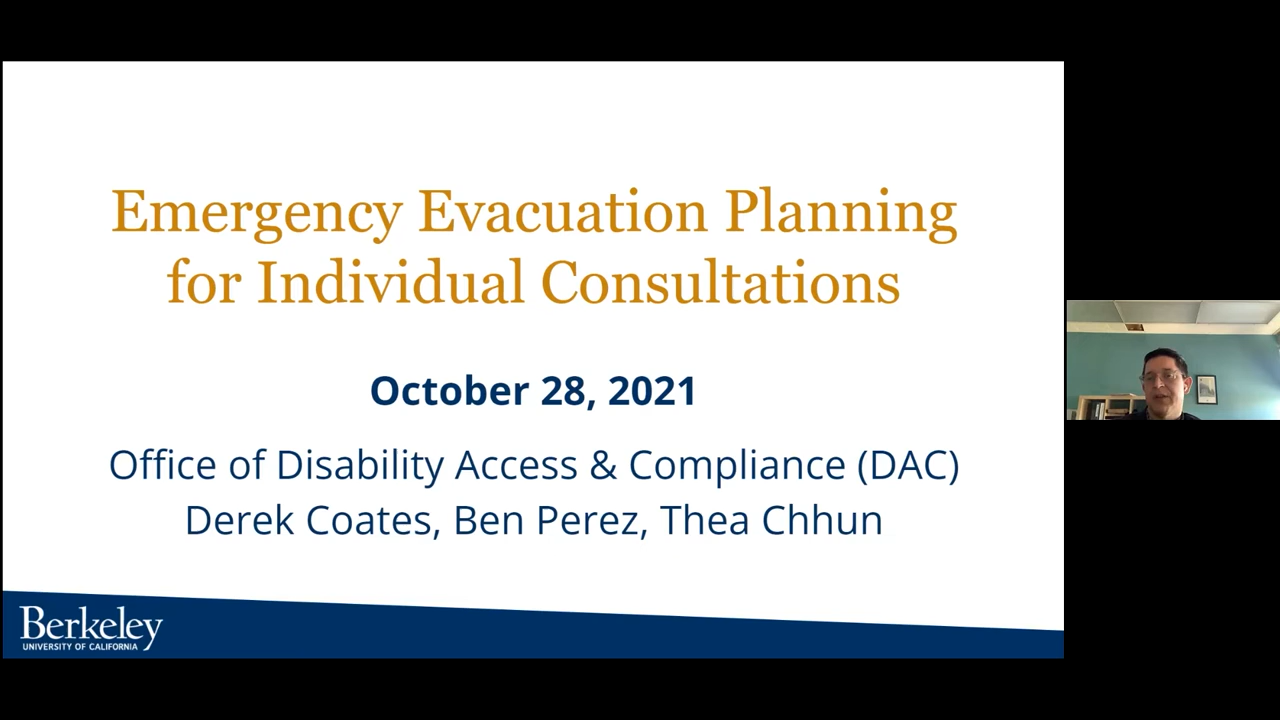 Emergency Evacuation Planning
for Individual Consultations
October 28, 2021
Office of Disability Access & Compliance (DAC)
Derek Coates, Ben Perez, Thea Chhun
Berkeley
UNIVERSITY OF CALIFORNIA